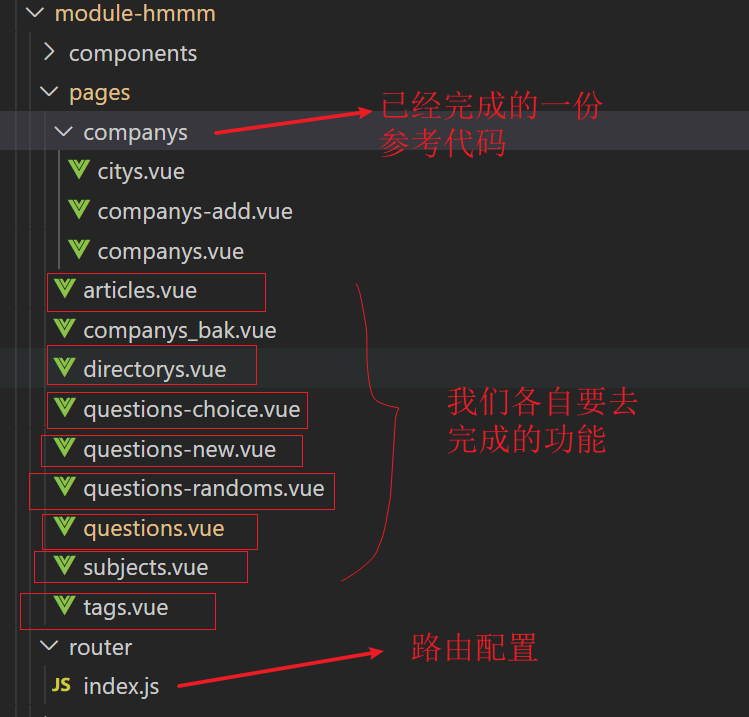 module-hmmm
components
pages
已经完成的一份
参考代码
companys
citys.vue
companys-add.vue
companys.vue
articles.vue
companys_bak.vue
directorys.vue
questions-choice.vue
我们各自要去
完成的功能
questions-new.vue
questions-randoms.vue
questions.vue
subjects.vue
tags.vue
router
路由配置
JS index.js